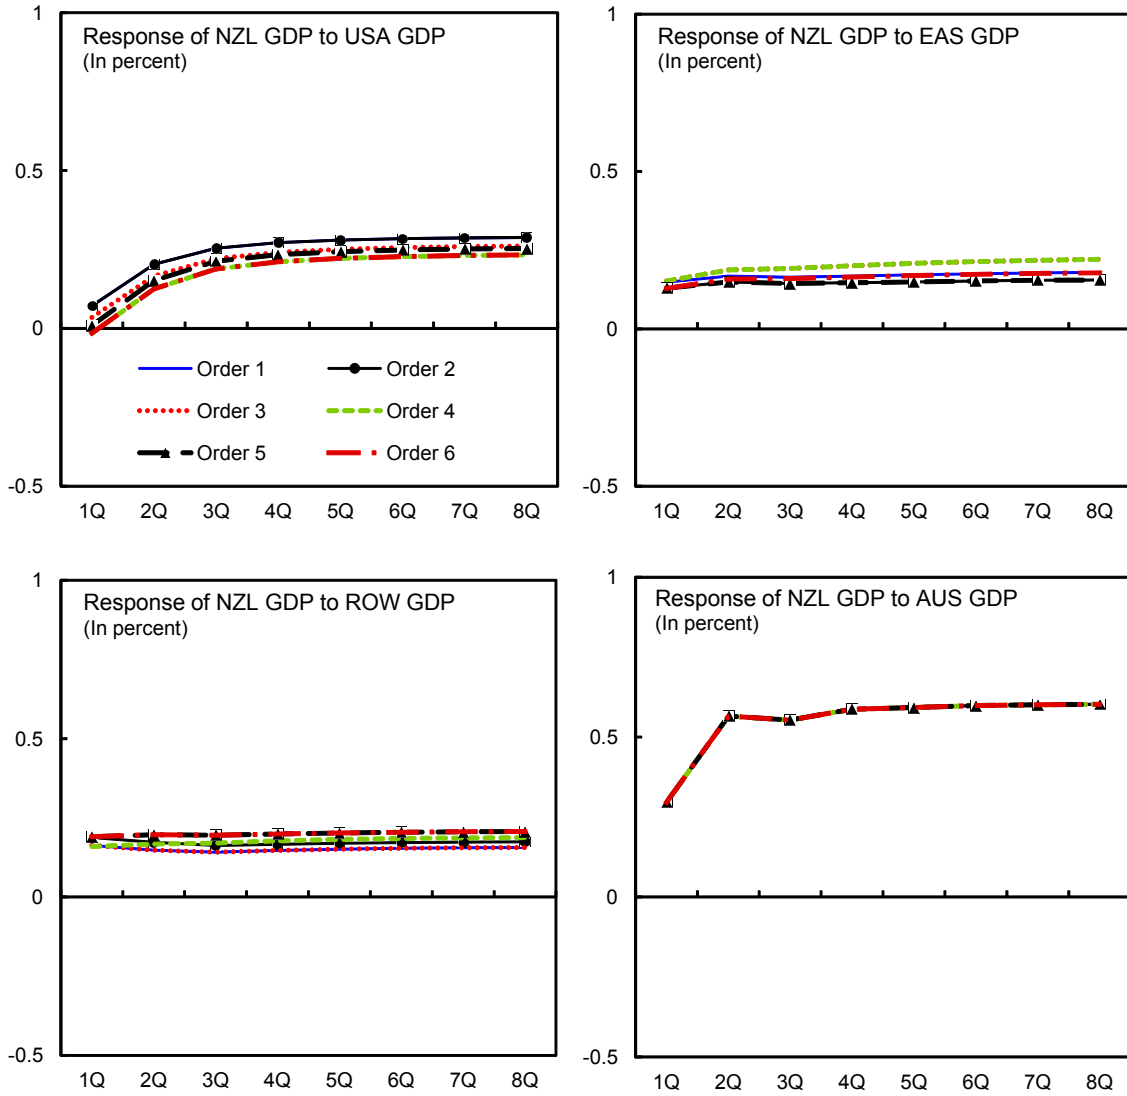 Response of NZL GDP to USA GDP
(In percent)
1
0.5
0
-0.5
Order 1
Order 2
Order 3
Order 4
Order 5
Order 6
1Q 2Q 3Q 4Q 5Q 6Q 7Q 8Q
Response of NZL GDP to EAS GDP
(In percent)
1
0.5
0
-0.5
1Q 2Q 3Q 4Q 5Q 6Q 7Q 8Q
Response of NZL GDP to ROW GDP
(In percent)
1
0.5
0
-0.5
1Q 2Q 3Q 4Q 5Q 6Q 7Q 8Q
Response of NZL GDP to AUS GDP
(In percent)
1
0.5
0
-0.5
1Q 2Q 3Q 4Q 5Q 6Q 7Q 8Q